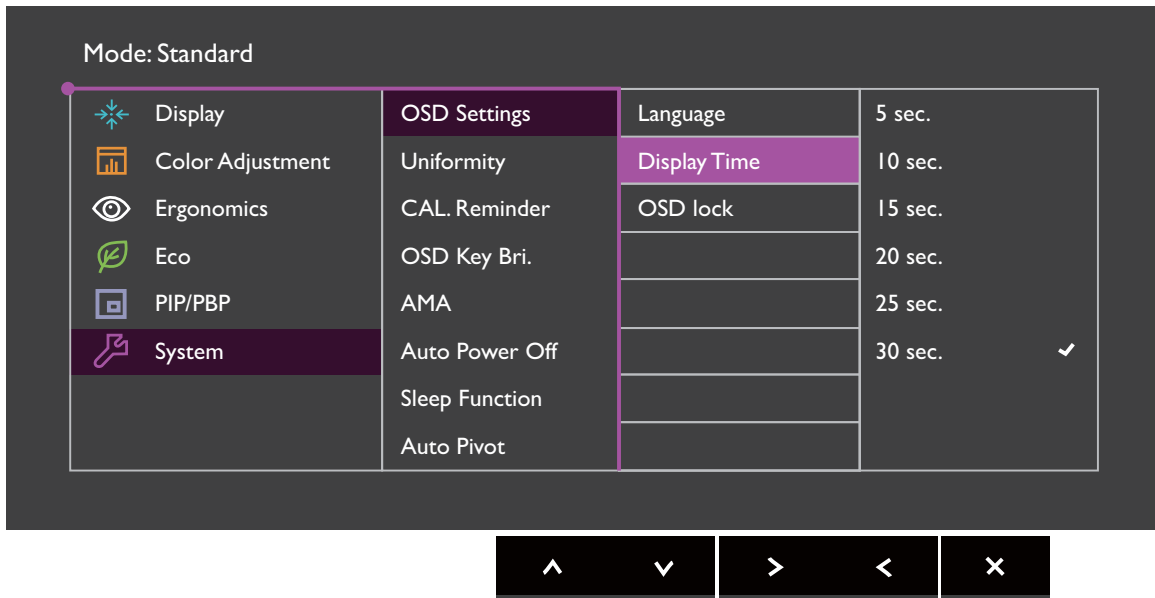 Mode: Standard
Display
Color Adjustment
Ergonomics
Eco
PIP/PBP
System
OSD Settings
Uniformity
CAL. Reminder
OSD Key Bri.
AMA
Auto Power Off
Sleep Function
Auto Pivot
Language
Display Time
OSD lock
5 sec.
10 sec.
15 sec.
20 sec.
25 sec.
30 sec.